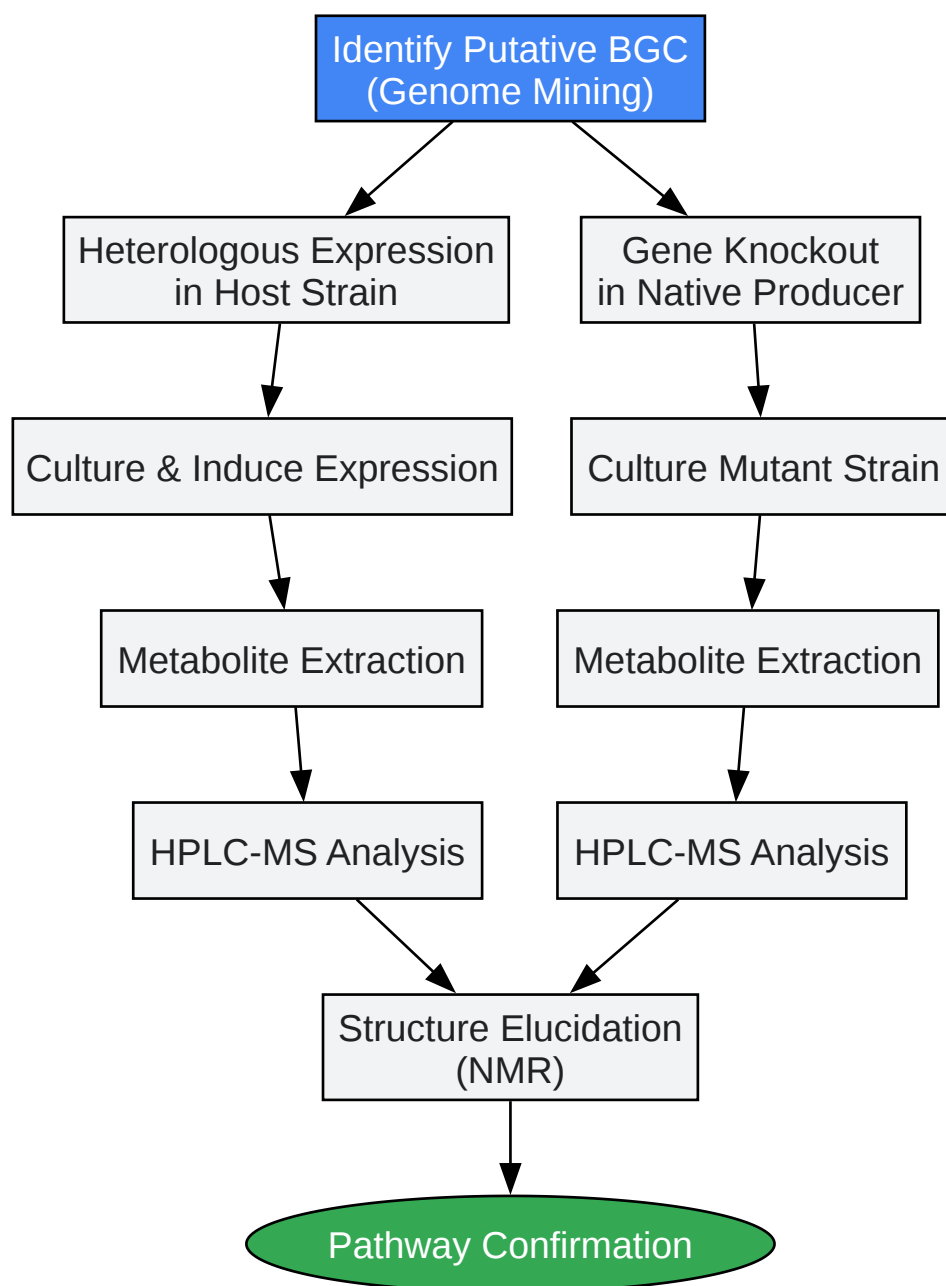 Identify Putative BGC
(Genome Mining)
Heterologous Expression
in Host Strain
Gene Knockout
in Native Producer
Culture & Induce Expression
Culture Mutant Strain
Metabolite Extraction
Metabolite Extraction
HPLC-MS Analysis
HPLC-MS Analysis
Structure Elucidation
(NMR)
Pathway Confirmation